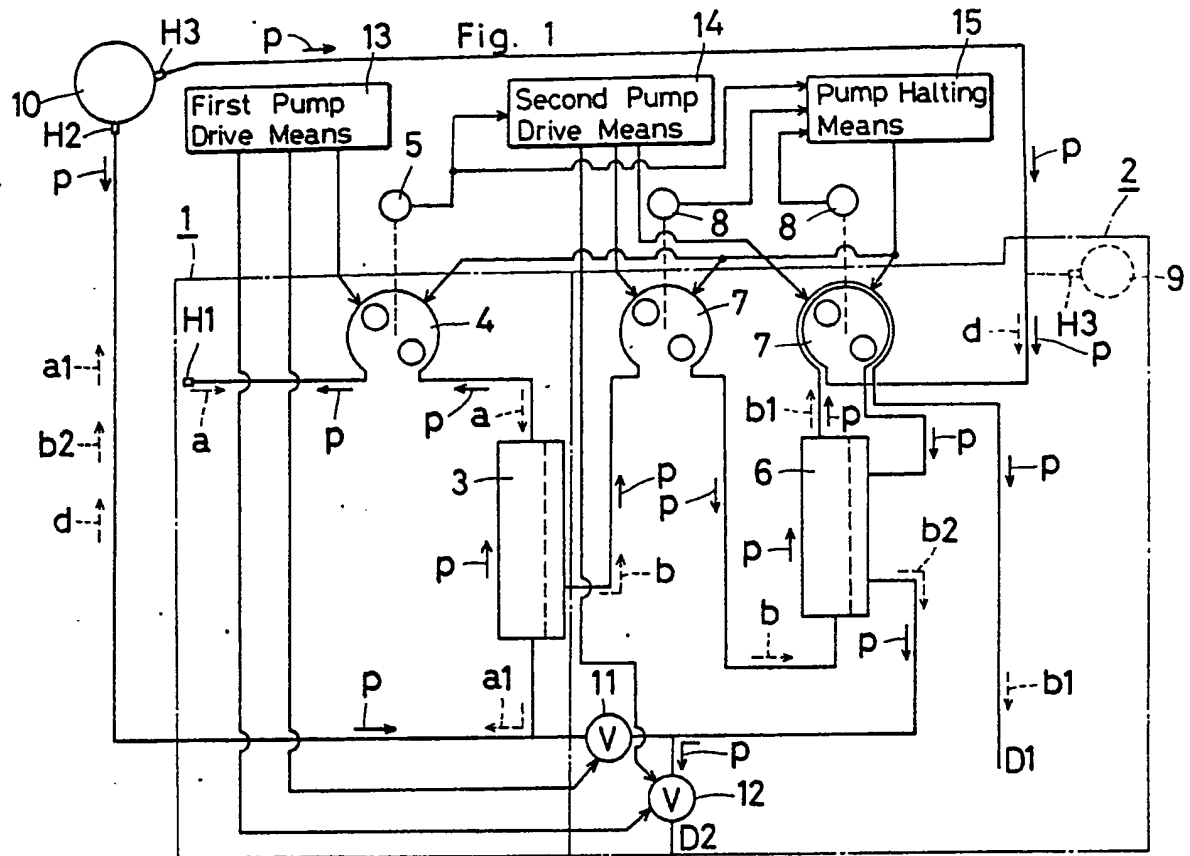 Fig. 1
H3
p
13
14
15
10
First Pump
Drive Means
Second Pump
Drive Means
Pump Halting
Means
H2
p
5
p
2
8
8
1
9
H3
H1
4
7
7
d
p
a1
a
p
p
a
b1
p
b2
3
6
p
p
p
p
d
p
b
p
b2
b
p
p
a1
11
b1
V
p
D1
V
12
D2